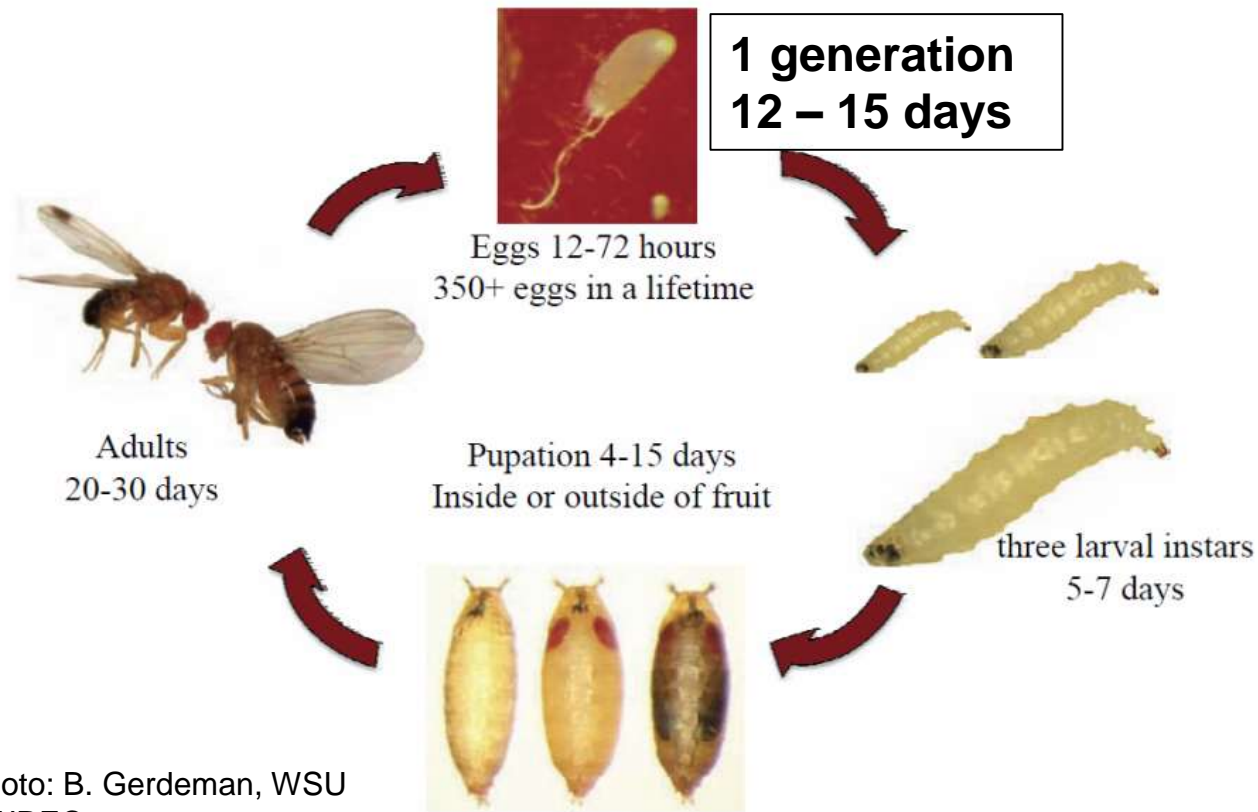 1 generation
12 – 15 days
Eggs 12-72 hours
350+ eggs in a lifetime
Adults
20-30 days
Pupation 4-15 days
Inside or outside of fruit
three larval instars
5-7 days
oto: B. Gerdeman, WSU